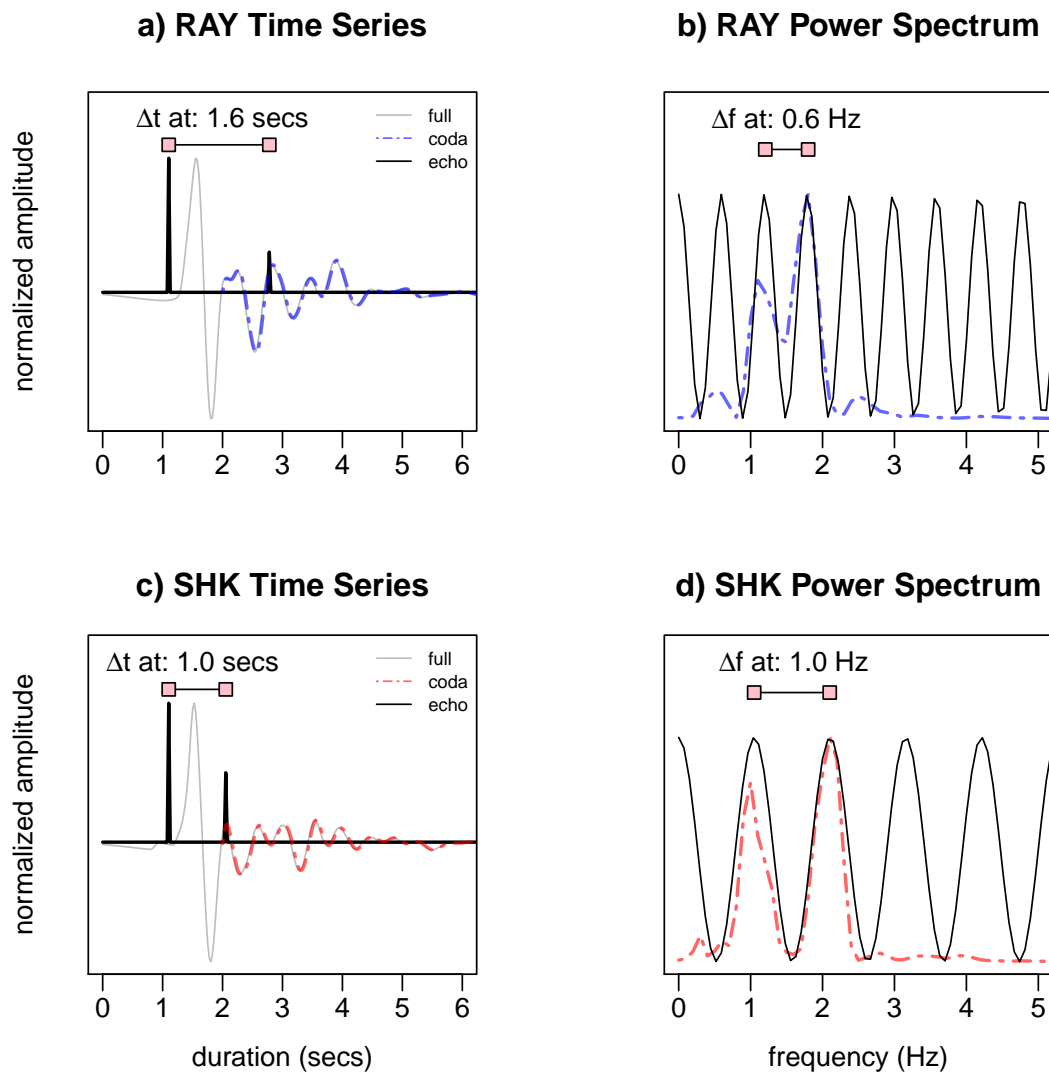 a) RAY Time Series
normalized amplitude
Δt at: 1.6 secs
full
coda
echo
0 1 2 3 4 5 6
b) RAY Power Spectrum
Δf at: 0.6 Hz
0 1 2 3 4 5
c) SHK Time Series
normalized amplitude
Δt at: 1.0 secs
full
coda
echo
0 1 2 3 4 5 6
duration (secs)
d) SHK Power Spectrum
Δf at: 1.0 Hz
0 1 2 3 4 5
frequency (Hz)